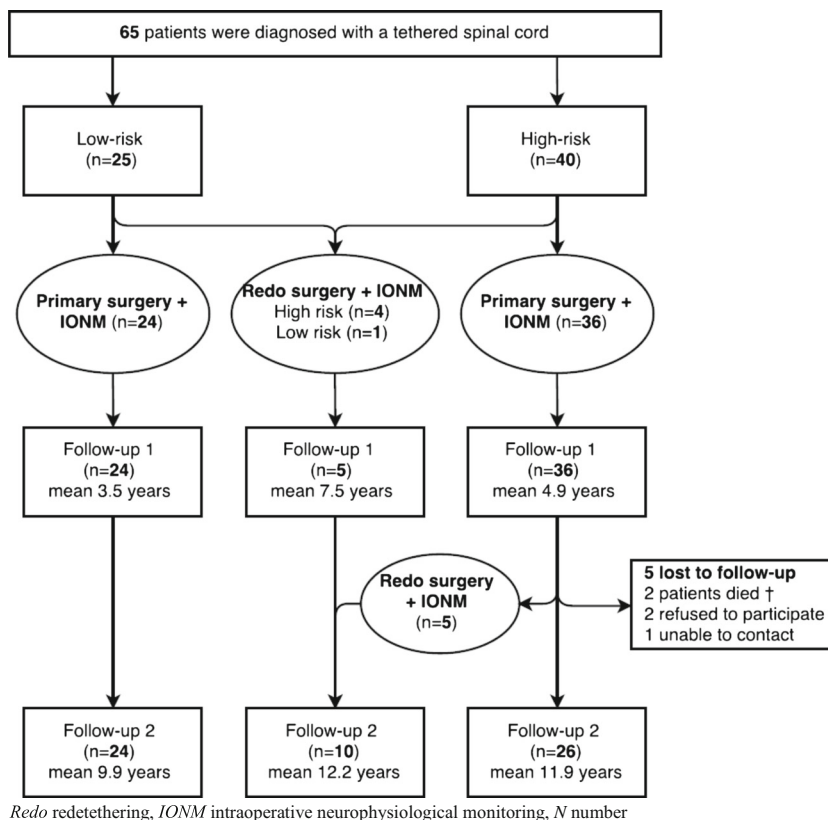 65 patients were diagnosed with a tethered spinal cord
Low-risk
(n=25)
High-risk
(n=40)
Primary surgery +
IONM (n=24)
Redo surgery + IONM
High risk (n=4)
Low risk (n=1)
Primary surgery +
IONM (n=36)
Follow-up 1
(n=24)
mean 3.5 years
Follow-up 1
(n=5)
mean 7.5 years
Follow-up 1
(n=36)
mean 4.9 years
Redo surgery
+ IONM
(n=5)
5 lost to follow-up
2 patients died †
2 refused to participate
1 unable to contact
Follow-up 2
(n=24)
mean 9.9 years
Follow-up 2
(n=10)
mean 12.2 years
Follow-up 2
(n=26)
mean 11.9 years
Redo redetethering, IONM intraoperative neurophysiological monitoring, N number